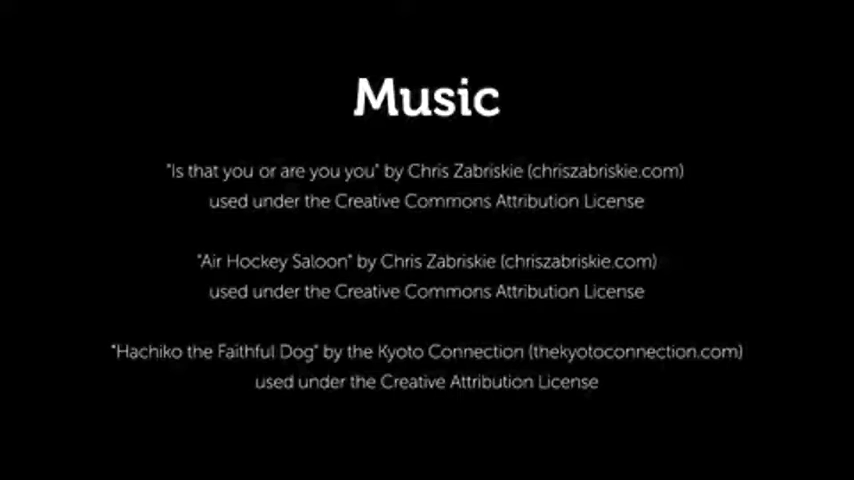 Music
"Is that you or are you you" by Chris Zabriskie (chriszabriskie.com)
used under the Creative Commons Attribution License
"Air Hockey Saloon" by Chris Zabriskie (chriszabriskie.com)
used under the Creative Commons Attribution License
"Hachiko the Faithful Dog" by the Kyoto Connection (thekyotoconnection.com)
used under the Creative Attribution License